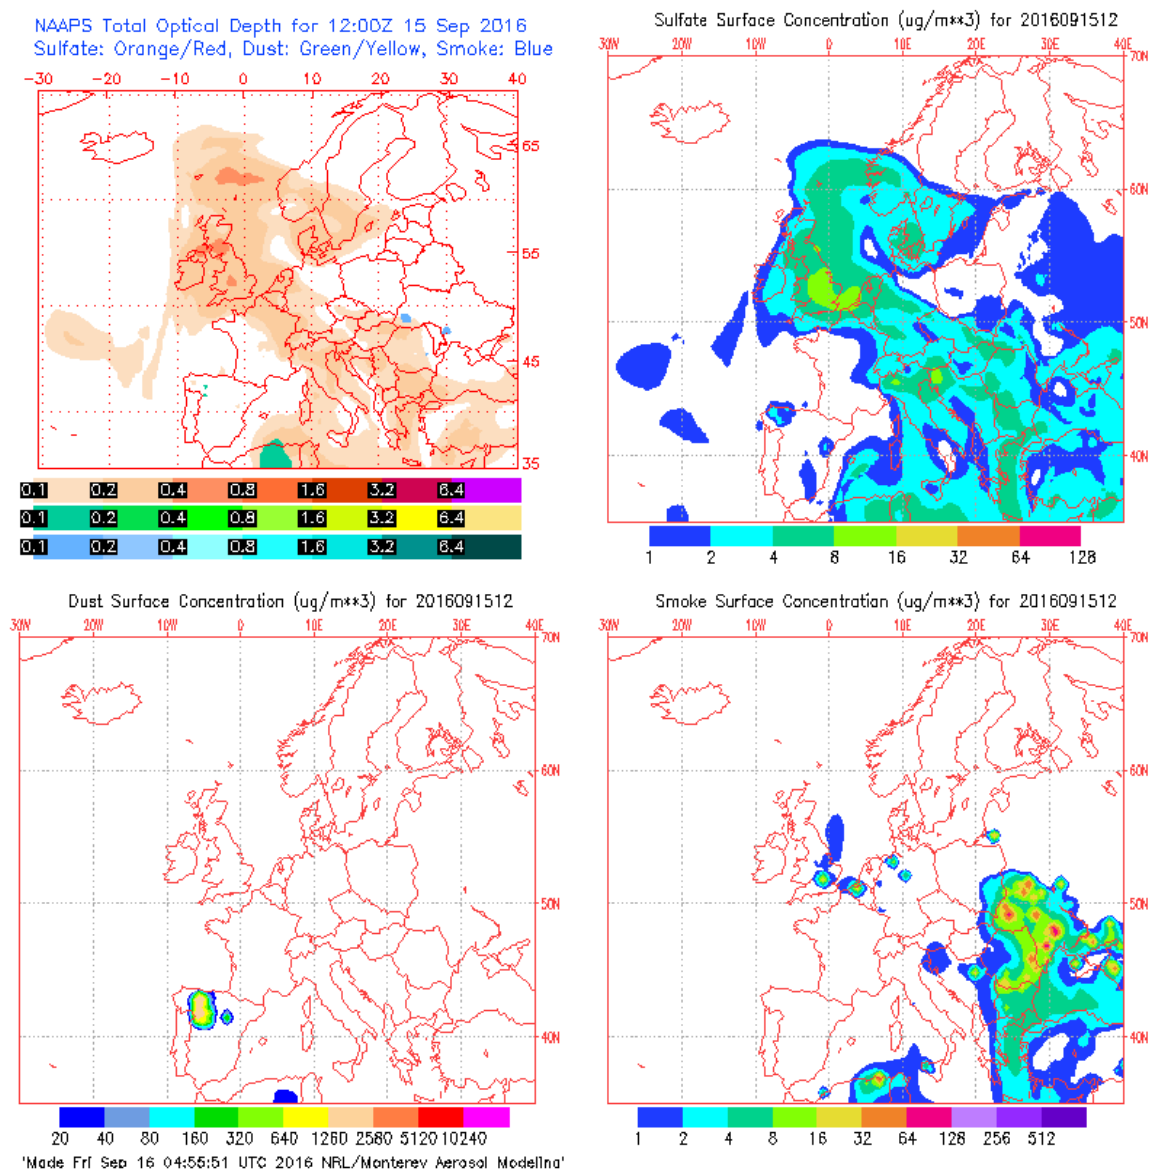 NAAPS Total Optical Depth for 12:00Z 15 Sep 2016
Sulfate: Orange/Red, Dust: Green/Yellow, Smoke: Blue
-30 -20 -10 0 10 20 30 40
65
55
45
35
0.1 0.2 0.4 0.8 1.6 3.2 6.4
0.1 0.2 0.4 0.8 1.6 3.2 6.4
0.1 0.2 0.4 0.8 1.6 3.2 6.4
Sulfate Surface Concentration (ug/m**3) for 2016091512
30W 20W 10W 0 10E 20E 30E 40E
70N
60N
50N
40N
1 2 4 8 16 32 64 128
Dust Surface Concentration (ug/m**3) for 2016091512
30W 20W 10W 0 10E 20E 30E 40E
70N
60N
50N
40N
20 40 80 160 320 640 1260 2580 5120 10240
'Made Fri Sep 16 04:55:51 UTC 2016 NRL/Monterey Aerosol Modeling'
Smoke Surface Concentration (ug/m**3) for 2016091512
30W 20W 10W 0 10E 20E 30E 40E
70N
60N
50N
40N
1 2 4 8 16 32 64 128 256 512